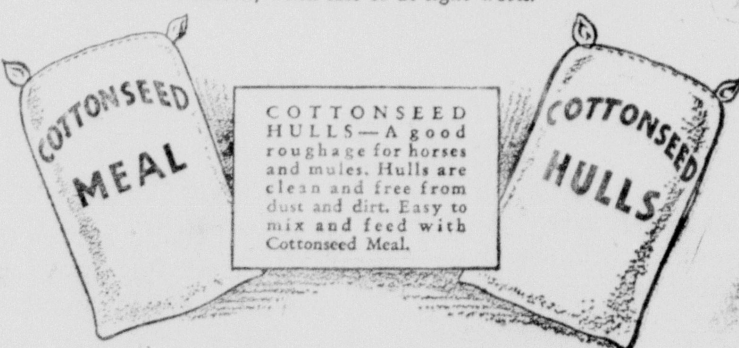 COTTONSEED
MEAL
COTTONSEED
HULLS—A good
roughage for horses
and mules. Hulls are
clean and free from
dust and dirt. Easy to
mix and feed with
Cottonseed Meal.
COTTONSEED
HULLS